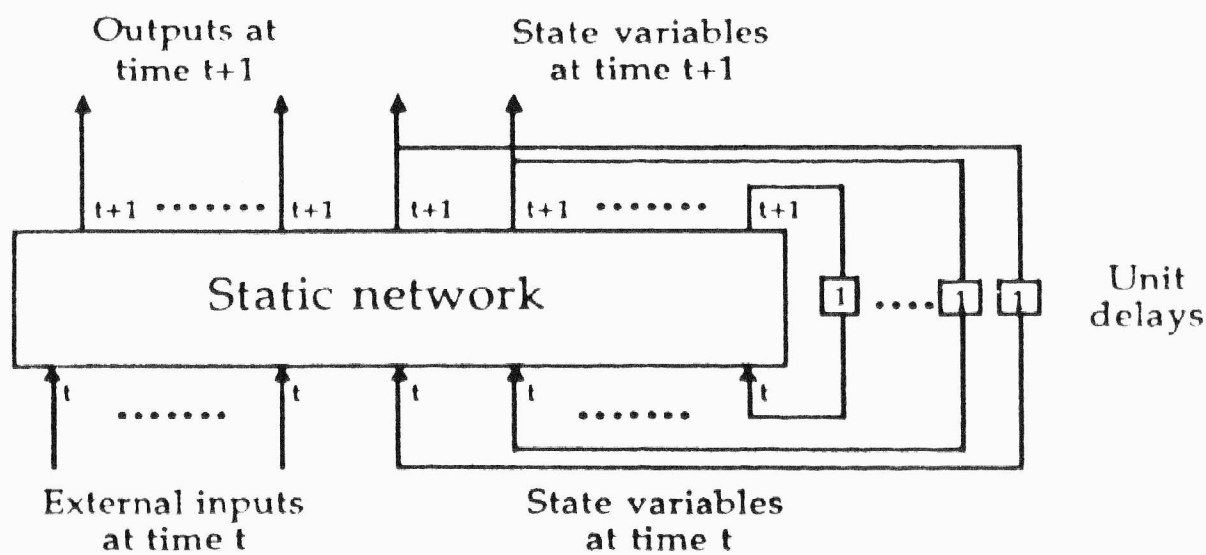 Outputs at
time t+1
State variables
at time t+1
t+1 ....... t+1 t+1 t+1 ....... t+1
Static network
1 .... 1 1
Unit
delays
t ....... t t t ....... t
External inputs
at time t
State variables
at time t